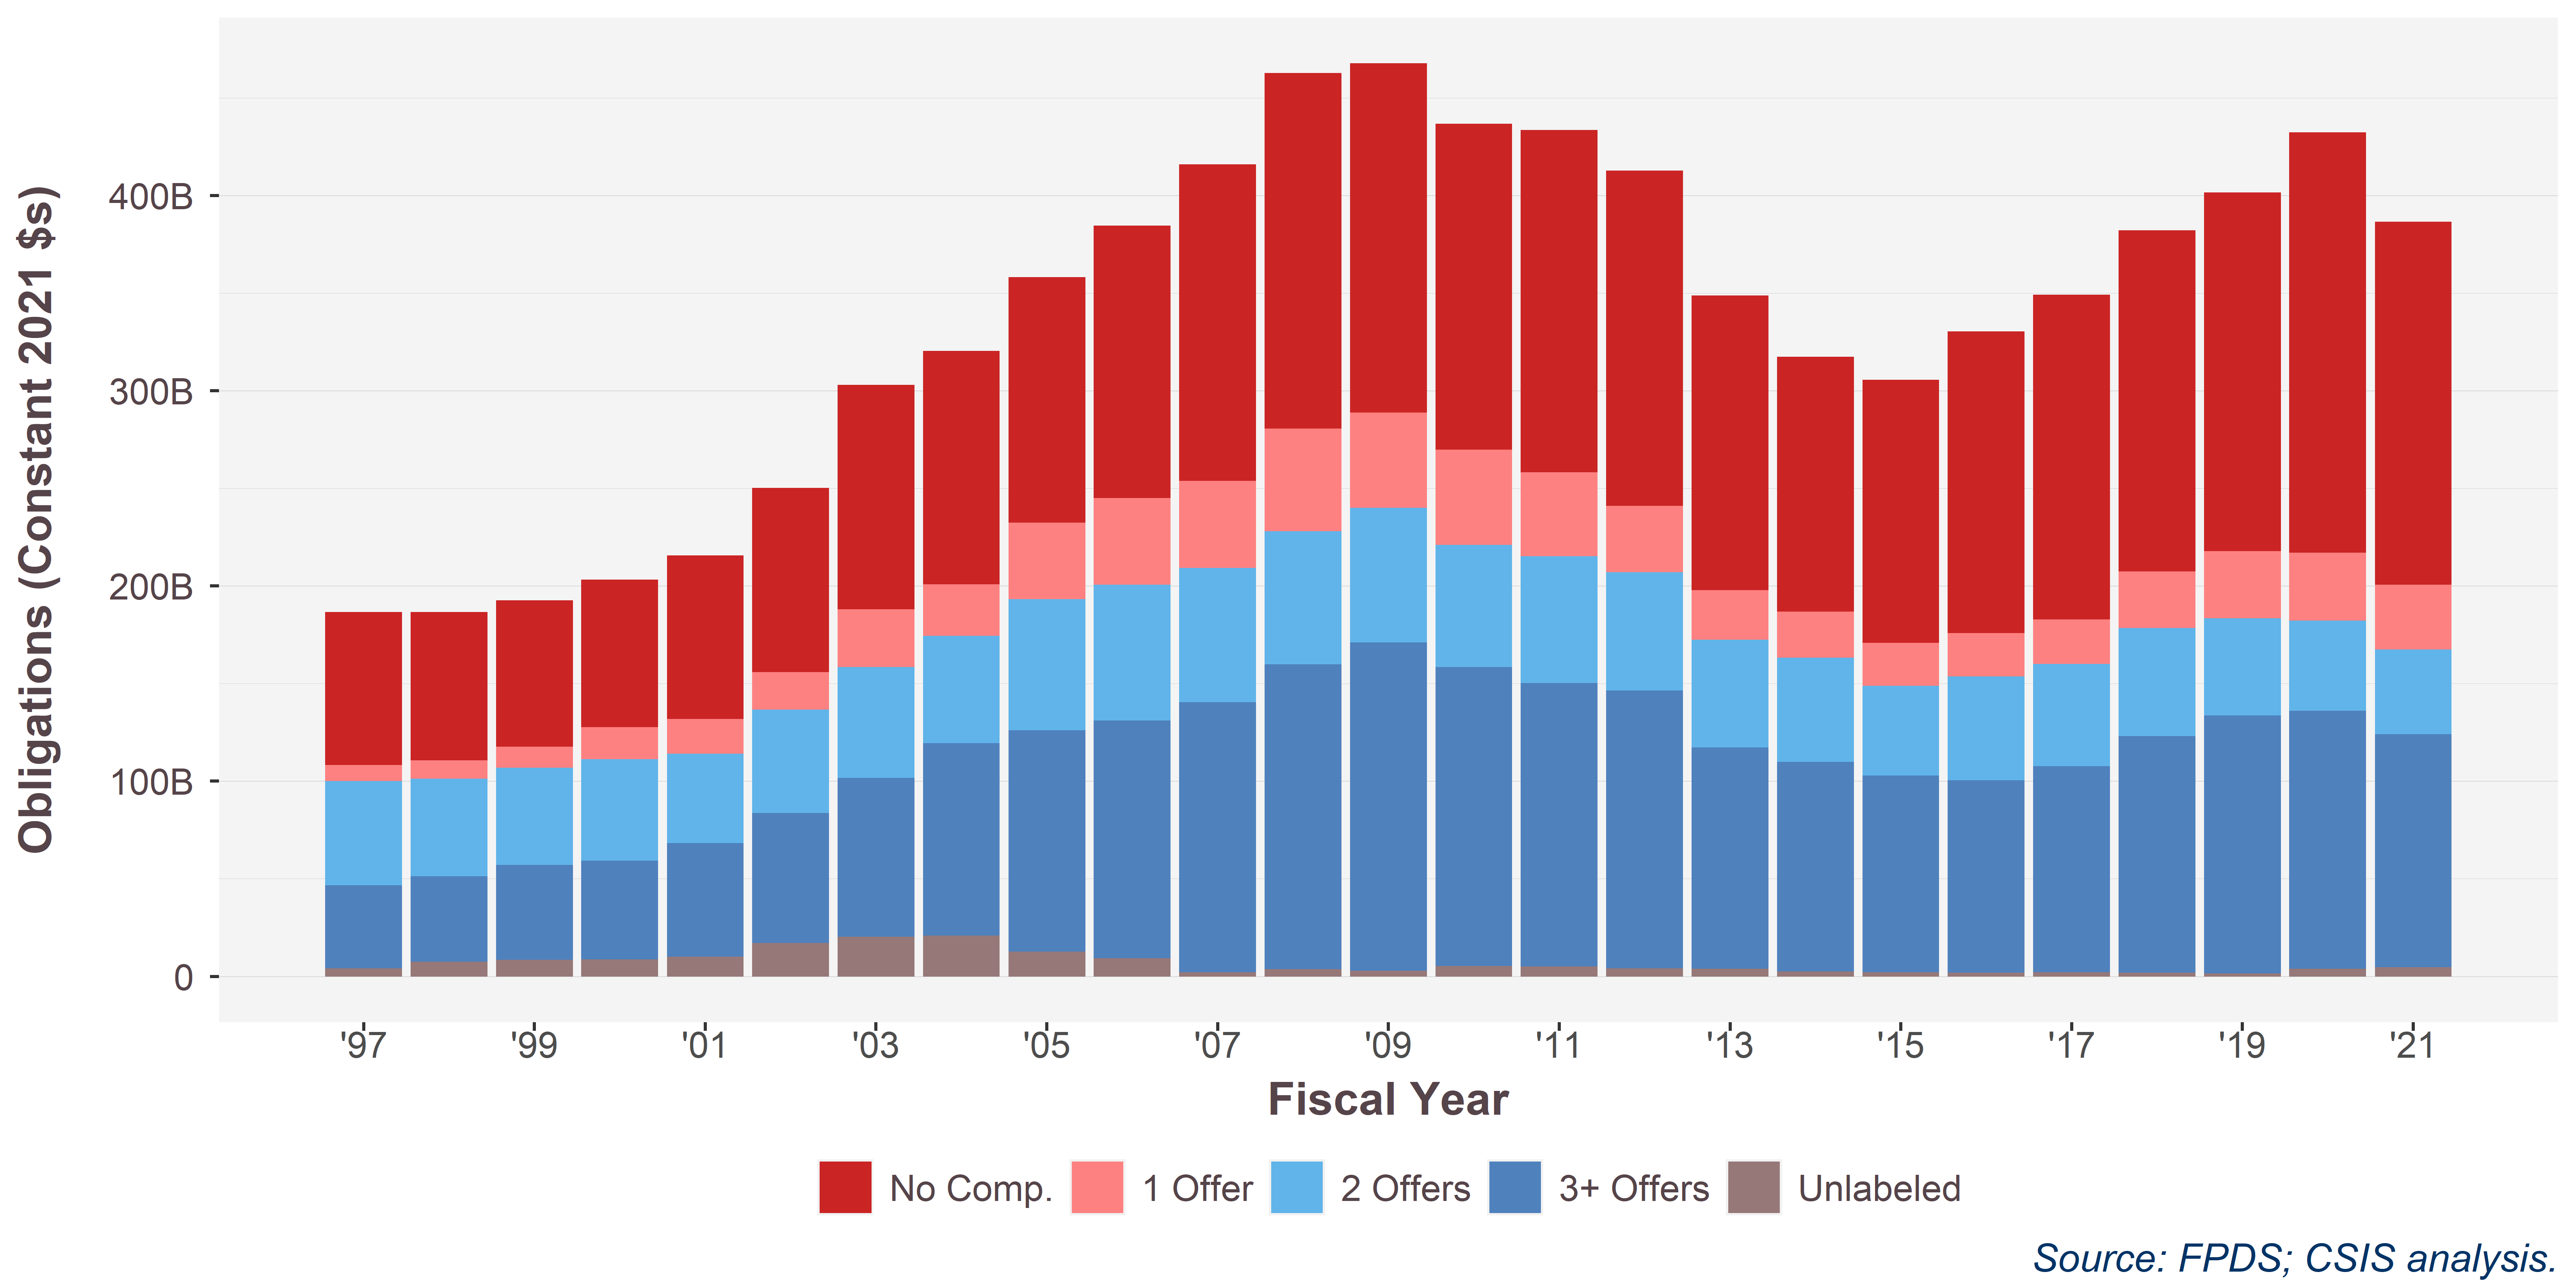 Obligations (Constant 2021 $s)
400B
300B
200B
100B
0
'97 '99 '01 '03 '05 '07 '09 '11 '13 '15 '17 '19 '21
Fiscal Year
No Comp. 1 Offer 2 Offers 3+ Offers Unlabeled
Source: FPDS; CSIS analysis.